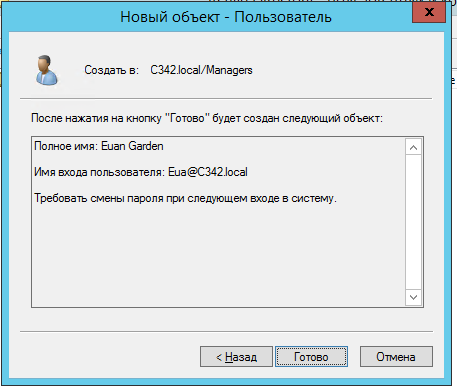 Новый объект - Пользователь
x
Создать в: C342.local/Managers
После нажатия на кнопку "Готово" будет создан следующий объект:
Полное имя: Euan Garden
Имя входа пользователя: Eua@C342.local
Требовать смены пароля при следующем входе в систему.
< Назад
Готово
Отмена